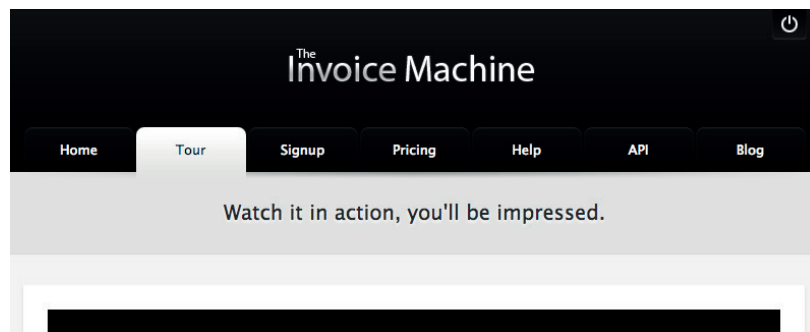 The
Invoice Machine
Home Tour Signup Pricing Help API Blog
Watch it in action, you'll be impressed.